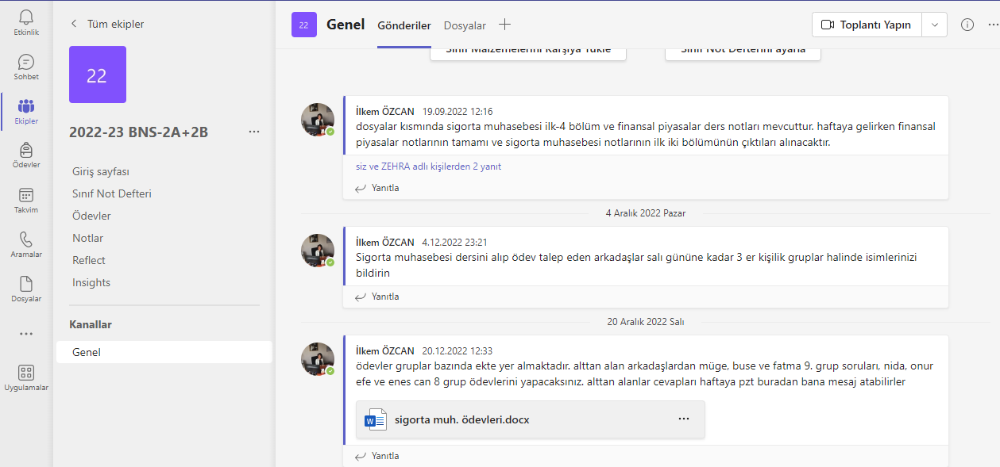 Etkinlik
Sohbet
Ekipler
Ödevler
Takvim
Aramalar
Dosyalar
Uygulamalar
Tüm ekipler
22
2022-23 BNS-2A+2B
Giriş sayfası
Sınıf Not Defteri
Ödevler
Notlar
Reflect
Insights
Kanallar
Genel
22
Genel
Gönderiler
Dosyalar
Toplantı Yapın
Sınıf Malzemelerini Karşıya Yükle
Sınıf Not Defterini ayarla
İlkem ÖZCAN 19.09.2022 12:16
dosyalar kısmında sigorta muhasebesi ilk-4 bölüm ve finansal piyasalar ders notları mevcuttur. haftaya gelirken finansal
piyasalar notlarının tamamı ve sigorta muhasebesi notlarının ilk iki bölümünün çıktıları alınacaktır.
siz ve ZEHRA adlı kişilerden 2 yanıt
Yanıtla
4 Aralık 2022 Pazar
İlkem ÖZCAN 4.12.2022 23:21
Sigorta muhasebesi dersini alıp ödev talep eden arkadaşlar salı gününe kadar 3 er kişilik gruplar halinde isimlerinizi
bildirin
Yanıtla
20 Aralık 2022 Salı
İlkem ÖZCAN 20.12.2022 12:33
ödevler gruplar bazında ekte yer almaktadır. alttan alan arkadaşlardan müge, buse ve fatma 9. grup soruları, nida, onur
efe ve enes can 8 grup ödevlerini yapacaksınız. alttan alanlar cevapları haftaya pzt buradan bana mesaj atabilirler
sigorta muh. ödevleri.docx
Yanıtla